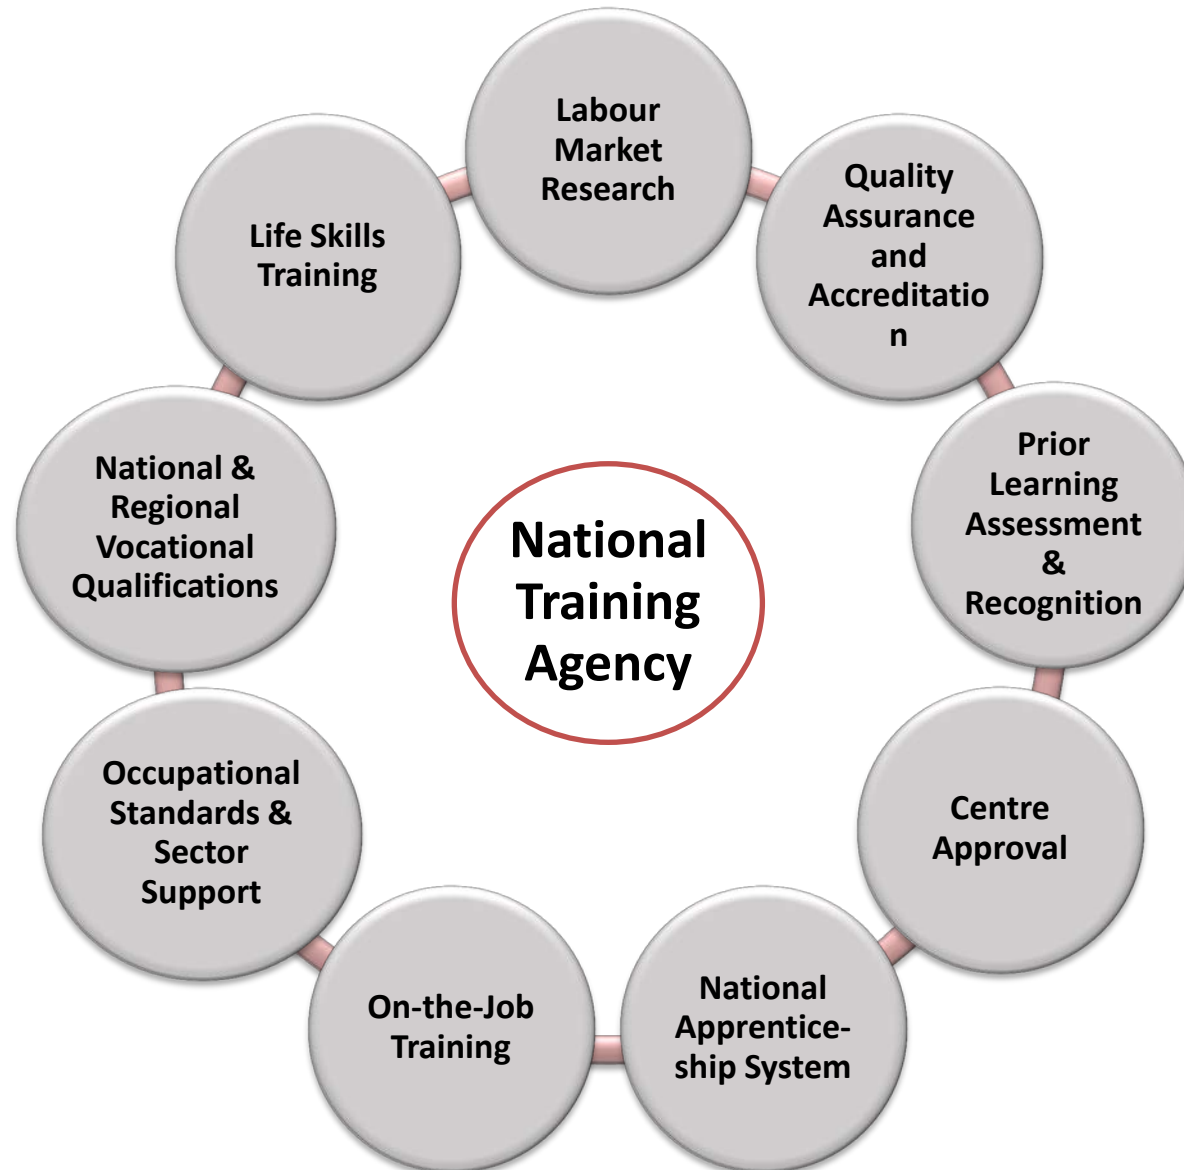 Labour
Market
Research
Quality
Assurance
and
Accreditatio
n
Prior
Learning
Assessment
&
Recognition
Centre
Approval
National
Apprentice-
ship System
On-the-Job
Training
Occupational
Standards &
Sector
Support
National &
Regional
Vocational
Qualifications
Life Skills
Training
National
Training
Agency